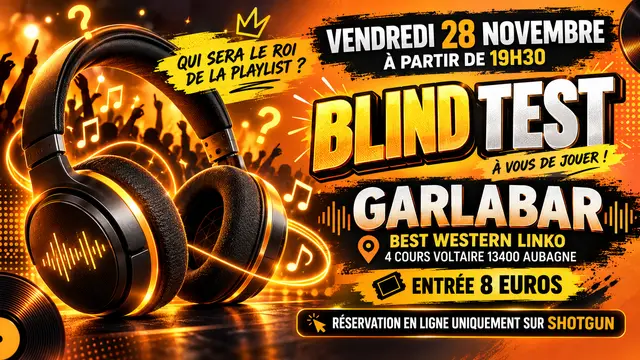 QUI SERA LE ROI
DE LA PLAYLIST ?
VENDREDI 28 NOVEMBRE
À PARTIR DE 19H30
BLIND TEST
À VOUS DE JOUER !
GARLABAR
BEST WESTERN LINKO
4 COURS VOLTAIRE 13400 AUBAGNE
ENTRÉE 8 EUROS
RÉSERVATION EN LIGNE UNIQUEMENT SUR SHOTGUN